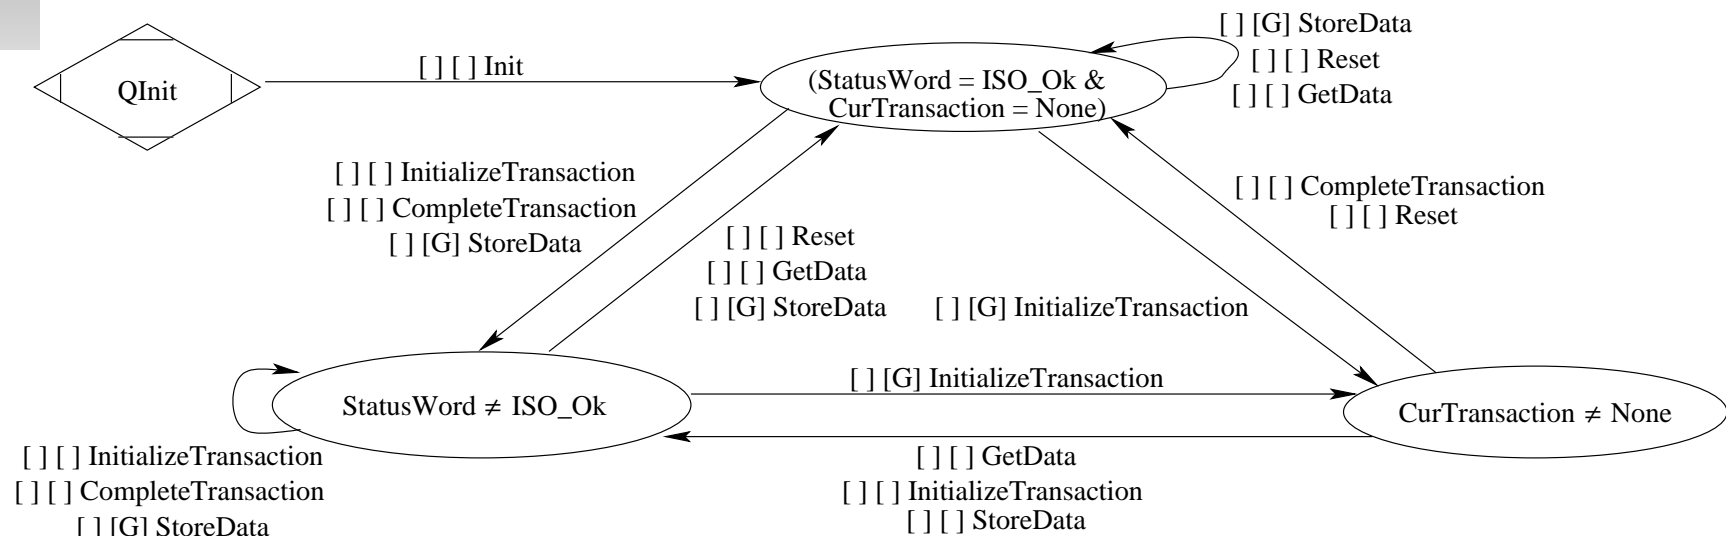 [ ] [G] StoreData
[ ] [ ] Init
[ ] [ ] Reset
QInit
(StatusWord = ISO_Ok &
CurTransaction = None)
[ ] [ ] GetData
[ ] [ ] InitializeTransaction
[ ] [ ] CompleteTransaction
[ ] [G] StoreData
[ ] [ ] CompleteTransaction
[ ] [ ] Reset
[ ] [ ] Reset
[ ] [ ] GetData
[ ] [G] StoreData
[ ] [G] InitializeTransaction
[ ] [G] InitializeTransaction
StatusWord ≠ ISO_Ok
CurTransaction ≠ None
[ ] [ ] InitializeTransaction
[ ] [ ] CompleteTransaction
[ ] [G] StoreData
[ ] [ ] GetData
[ ] [ ] InitializeTransaction
[ ] [ ] StoreData